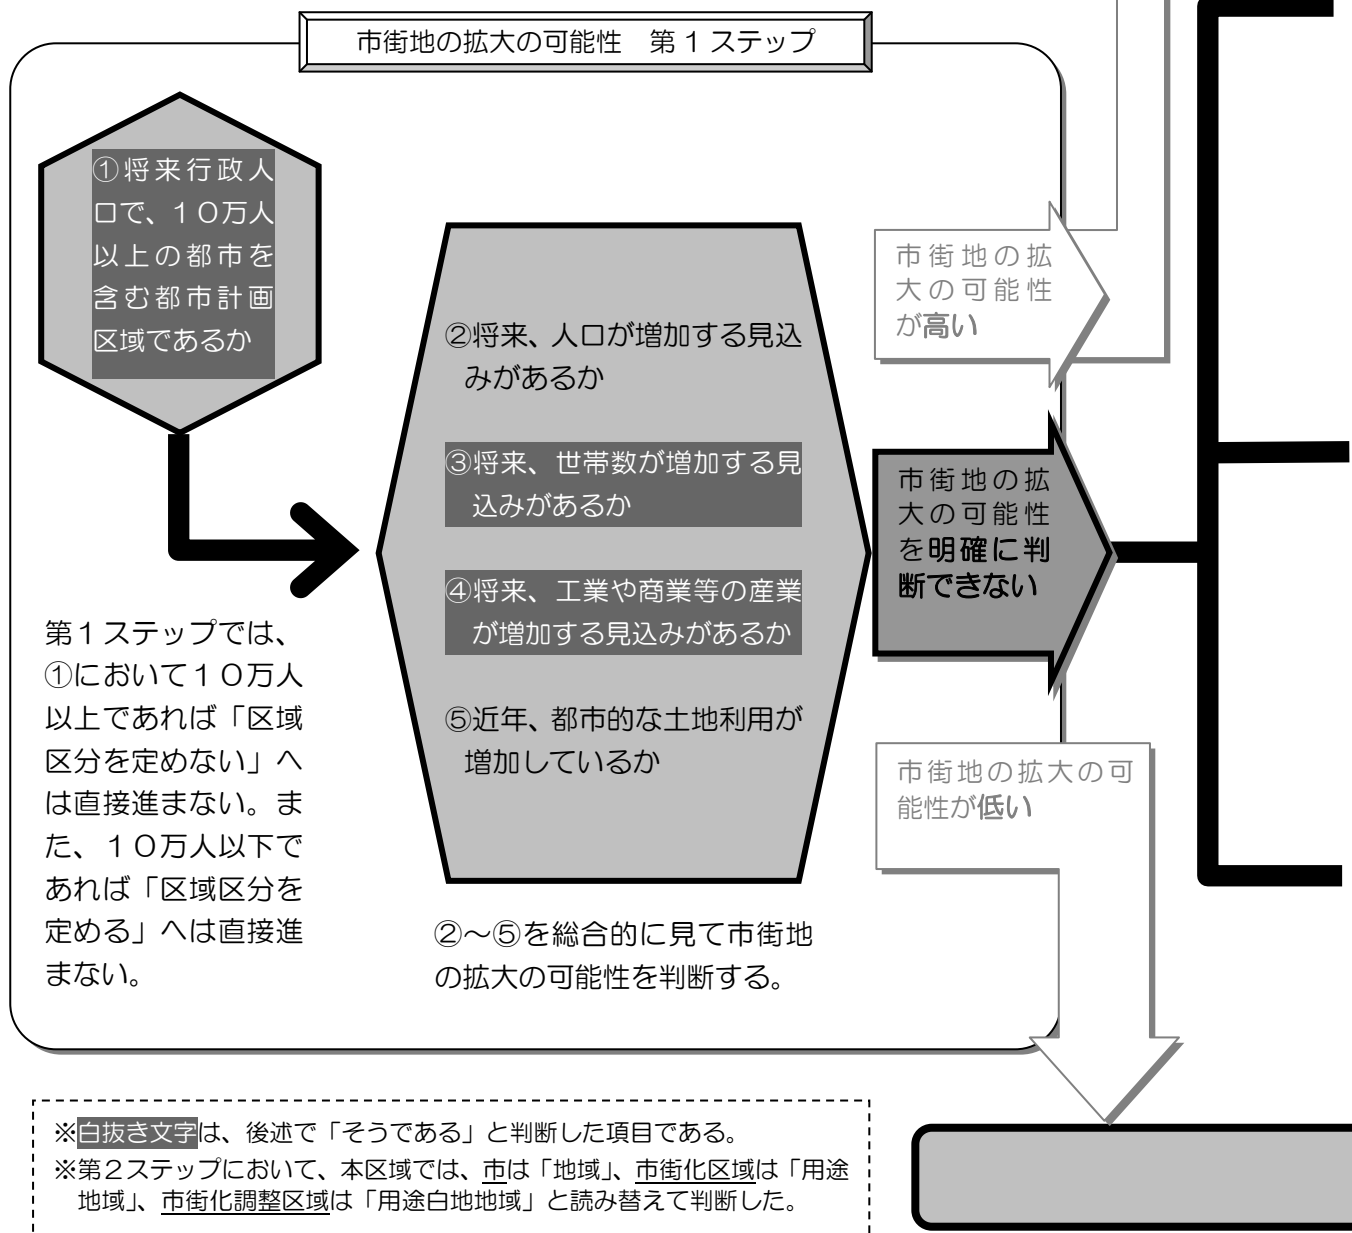 市街地の拡大の可能性　第１ステップ
①将来行政人
口で、１０万人
以上の都市を
含む都市計画
区域であるか
②将来、人口が増加する見込
みがあるか
③将来、世帯数が増加する見
込みがあるか
④将来、工業や商業等の産業
が増加する見込みがあるか
⑤近年、都市的な土地利用が
増加しているか
市街地の拡
大の可能性
が高い
市街地の拡
大の可能性
を明確に判
断できない
市街地の拡大の可
能性が低い
第１ステップでは、
①において１０万人
以上であれば「区域
区分を定めない」へ
は直接進まない。ま
た、１０万人以下で
あれば「区域区分を
定める」へは直接進
まない。
②～⑤を総合的に見て市街地
の拡大の可能性を判断する。
※白抜き文字は、後述で「そうである」と判断した項目である。
※第２ステップにおいて、本区域では、市は「地域」、市街化区域は「用途
地域」、市街化調整区域は「用途白地地域」と読み替えて判断した。